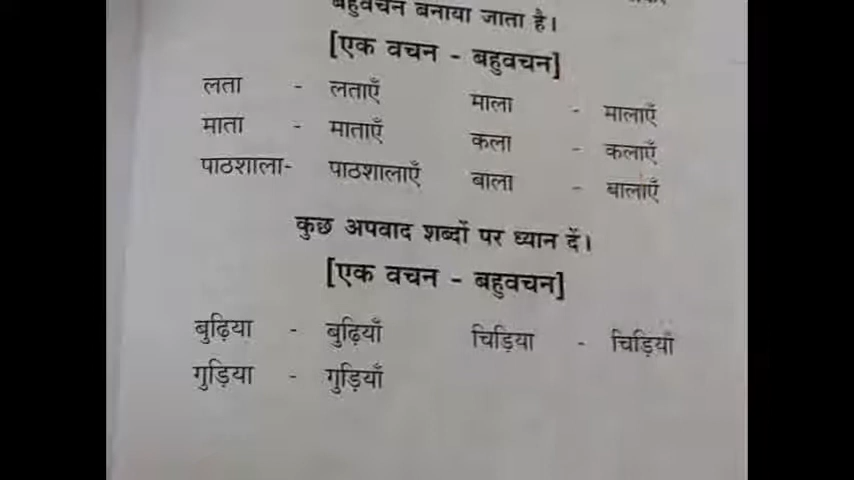 बहुवचन बनाया जाता है।
[एक वचन - बहुवचन]
लता - लताएँ माला - मालाएँ
माता - माताएँ कला - कलाएँ
पाठशाला- पाठशालाएँ बाला - बालाएँ
कुछ अपवाद शब्दों पर ध्यान दें।
[एक वचन - बहुवचन]
बुढ़िया - बुढ़ियाँ चिड़िया - चिड़ियाँ
गुड़िया - गुड़ियाँ